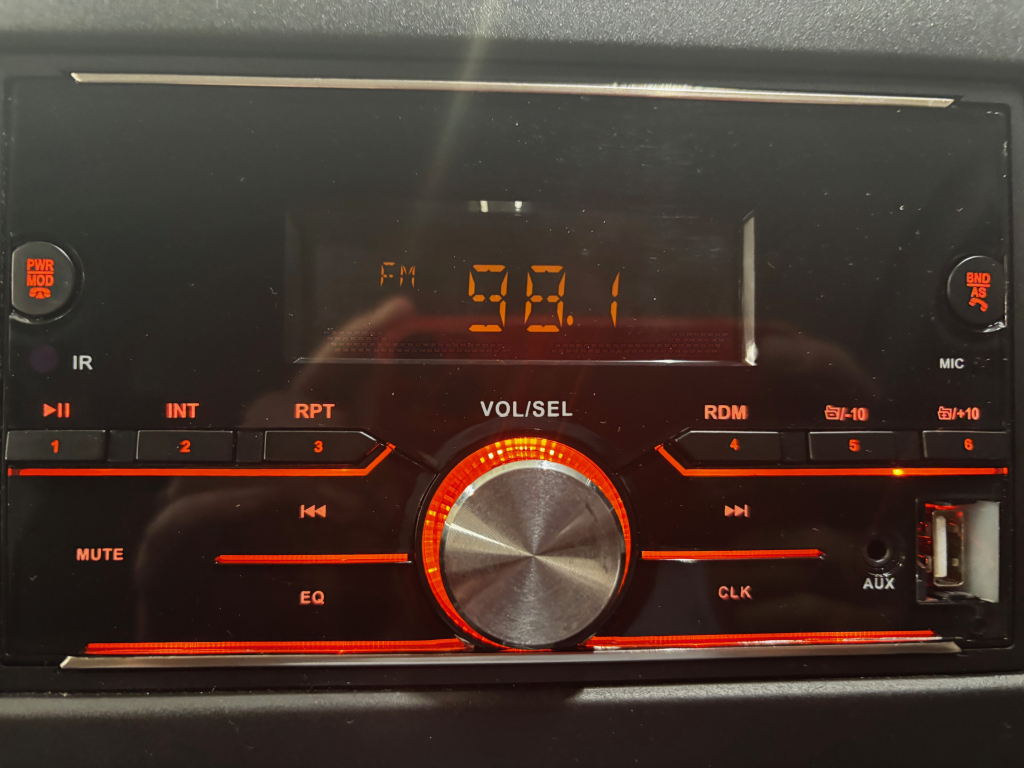 FM 98.1
PWR
MOD
BND
AS
IR
MIC
INT
RPT
VOL/SEL
RDM
/-10
/+10
1
2
3
4
5
6
MUTE
EQ
CLK
AUX